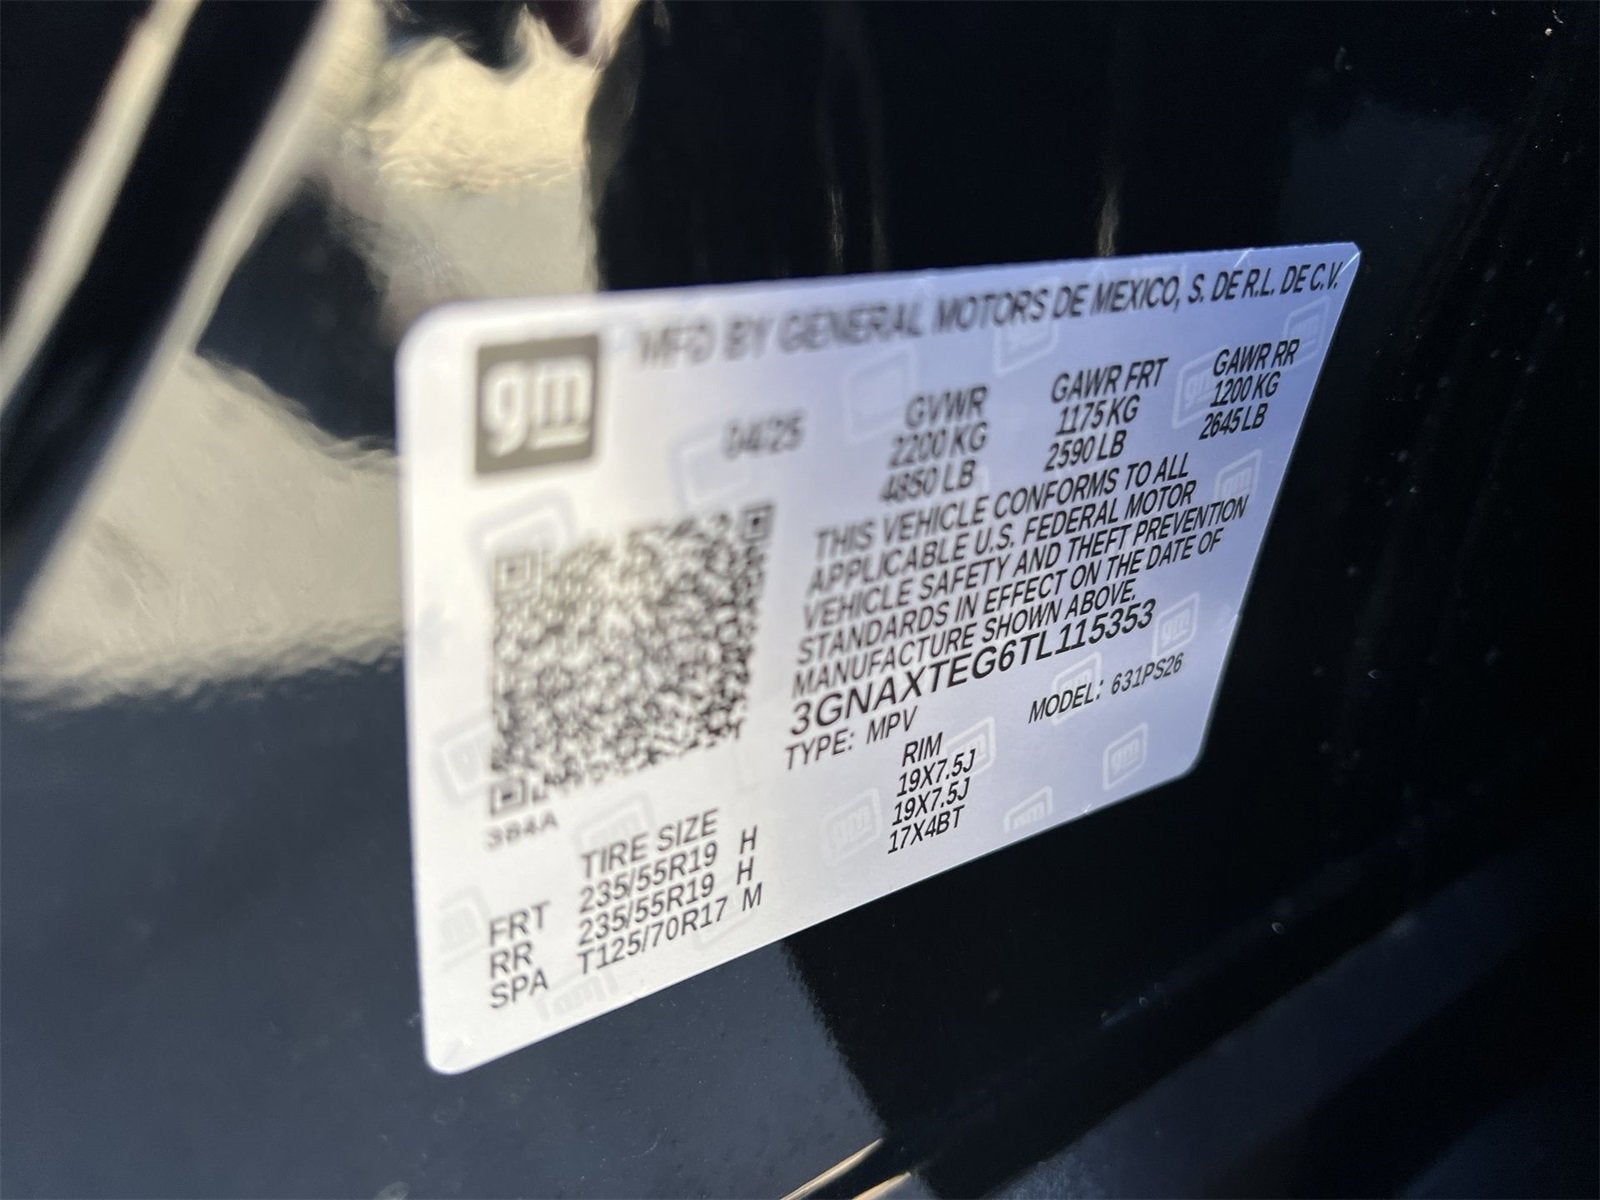 gm
MFD BY GENERAL MOTORS DE MEXICO, S. DE R.L. DE C.V.
04/25
GVWR GAWR FRT GAWR RR
2200 KG 1175 KG 1200 KG
4850 LB 2590 LB 2645 LB
THIS VEHICLE CONFORMS TO ALL
APPLICABLE U.S. FEDERAL MOTOR
VEHICLE SAFETY AND THEFT PREVENTION
STANDARDS IN EFFECT ON THE DATE OF
MANUFACTURE SHOWN ABOVE.
3GNAXTEG6TL115353
TYPE: MPV MODEL: 631PS26
384A
TIRE SIZE RIM
FRT 235/55R19 H 19X7.5J
RR 235/55R19 H 19X7.5J
SPA T125/70R17 M 17X4BT